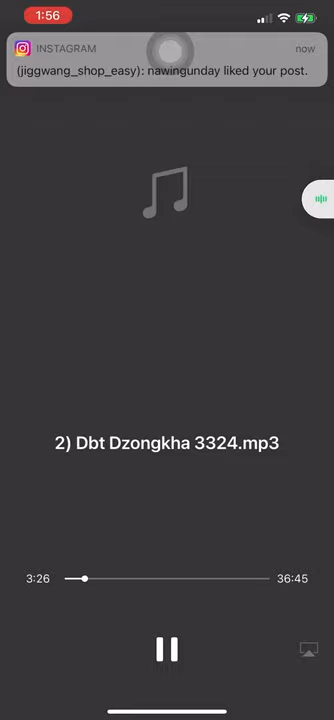 1:56
INSTAGRAM
now
(jiggwang_shop_easy): nawingunday liked your post.
2) Dbt Dzongkha 3324.mp3
3:26
36:45